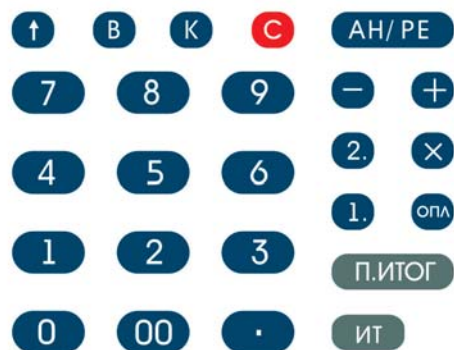 ↑ В К С АН/РЕ
7 8 9 − +
4 5 6 2. ×
1 2 3 1. ОПЛ
П.ИТОГ
0 00 · ИТ